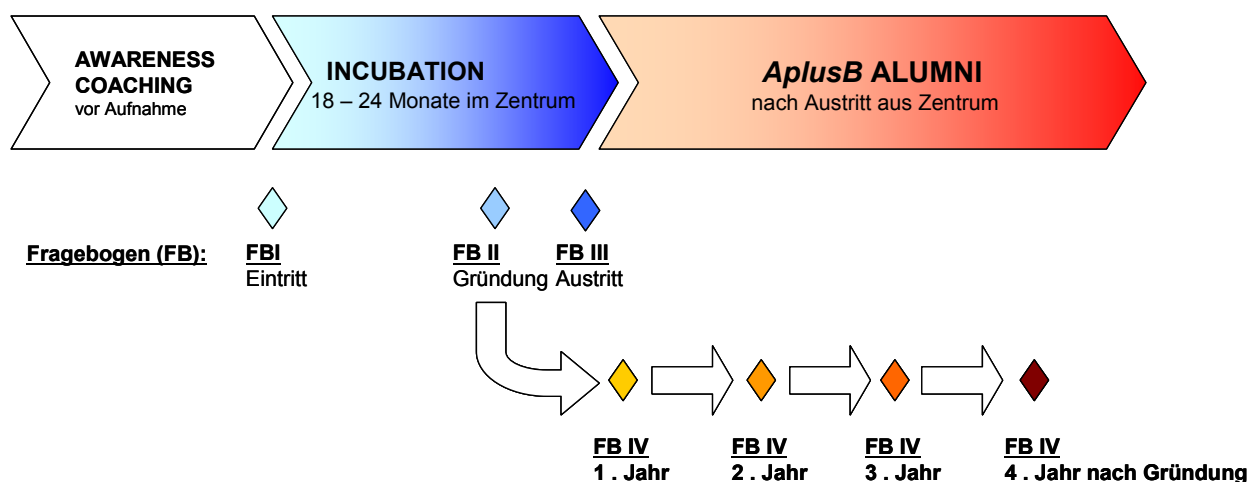 AWARENESS
COACHING
vor Aufnahme
INCUBATION
18 – 24 Monate im Zentrum
AplusB ALUMNI
nach Austritt aus Zentrum
Fragebogen (FB):
FBI
Eintritt
FB II
Gründung
FB III
Austritt
FB IV
1 . Jahr
FB IV
2 . Jahr
FB IV
3 . Jahr
FB IV
4 . Jahr nach Gründung